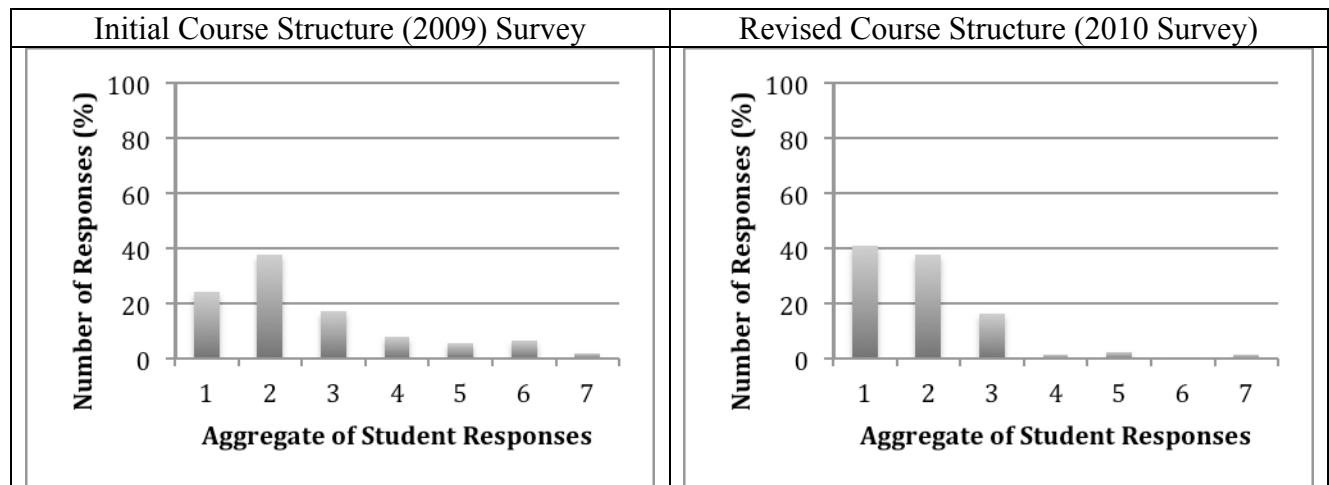 Initial Course Structure (2009) Survey
Number of Responses (%)
100
80
60
40
20
0
1 2 3 4 5 6 7
Aggregate of Student Responses
Revised Course Structure (2010 Survey)
Number of Responses (%)
100
80
60
40
20
0
1 2 3 4 5 6 7
Aggregate of Student Responses